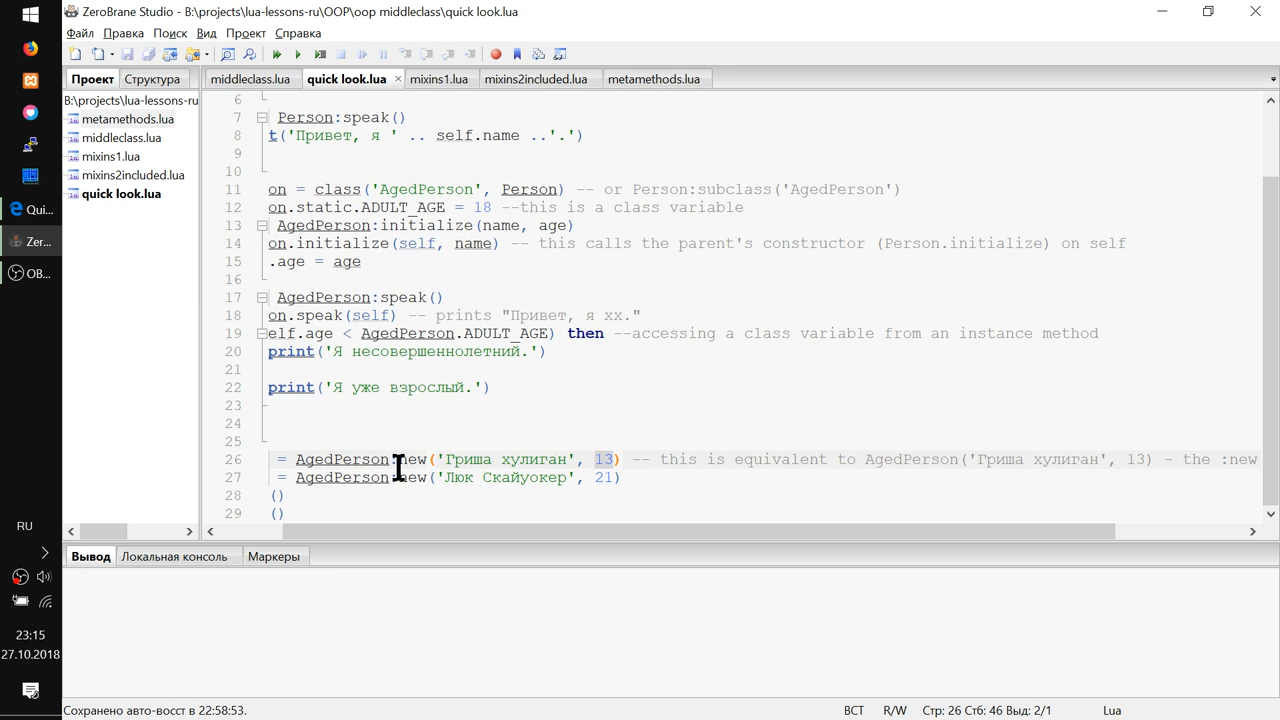 ZeroBrane Studio - B:\projects\lua-lessons-ru\OOP\oop middleclass\quick look.lua
Файл Правка Поиск Вид Проект Справка
Проект Структура middleclass.lua quick look.lua mixins1.lua mixins2included.lua metamethods.lua
B:\projects\lua-lessons-ru
metamethods.lua
middleclass.lua
mixins1.lua
mixins2included.lua
quick look.lua
6
7 Person:speak()
8 t('Привет, я ' .. self.name ..'.')
9
10
11 on = class('AgedPerson', Person) -- or Person:subclass('AgedPerson')
12 on.static.ADULT_AGE = 18 --this is a class variable
13 AgedPerson:initialize(name, age)
14 on.initialize(self, name) -- this calls the parent's constructor (Person.initialize) on self
15 .age = age
16
17 AgedPerson:speak()
18 on.speak(self) -- prints "Привет, я xx."
19 elf.age < AgedPerson.ADULT_AGE) then --accessing a class variable from an instance method
20 print('Я несовершеннолетний.')
21
22 print('Я уже взрослый.')
23
24
25
26 = AgedPerson:new('Гриша хулиган', 13) -- this is equivalent to AgedPerson('Гриша хулиган', 13) - the :new
27 = AgedPerson:new('Люк Скайуокер', 21)
28 ()
29 ()
Вывод Локальная консоль Маркеры
Сохранено авто-восст в 22:58:53.
ВСТ R/W Стр: 26 Стб: 46 Выд: 2/1 Lua
Qui...
Zer...
OB...
RU
23:15
27.10.2018